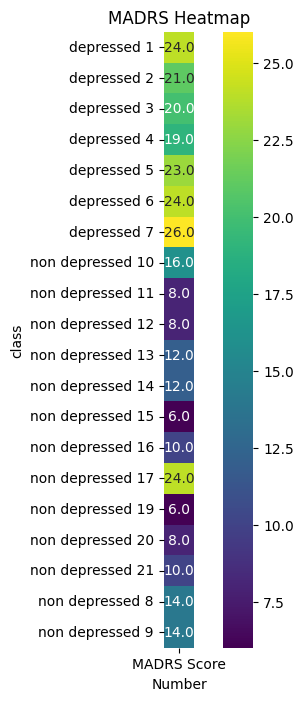 MADRS Heatmap
class
depressed 1 24.0
depressed 2 21.0
depressed 3 20.0
depressed 4 19.0
depressed 5 23.0
depressed 6 24.0
depressed 7 26.0
non depressed 10 16.0
non depressed 11 8.0
non depressed 12 8.0
non depressed 13 12.0
non depressed 14 12.0
non depressed 15 6.0
non depressed 16 10.0
non depressed 17 24.0
non depressed 19 6.0
non depressed 20 8.0
non depressed 21 10.0
non depressed 8 14.0
non depressed 9 14.0
MADRS Score
Number
25.0
22.5
20.0
17.5
15.0
12.5
10.0
7.5